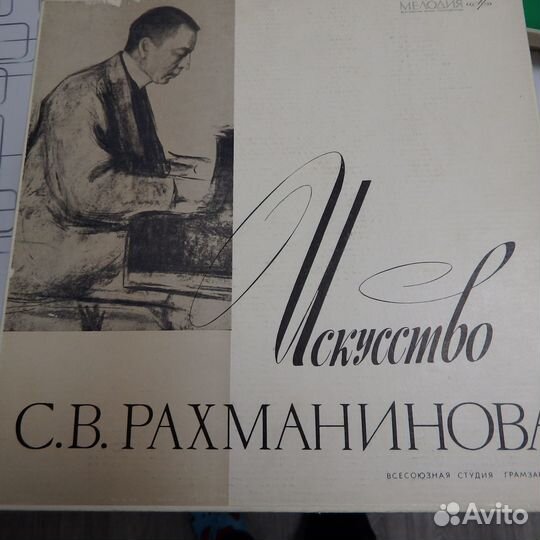 МЕЛОДИЯ
Искусство
С.В. РАХМАНИНОВА
ВСЕСОЮЗНАЯ СТУДИЯ ГРАМЗА
Avito